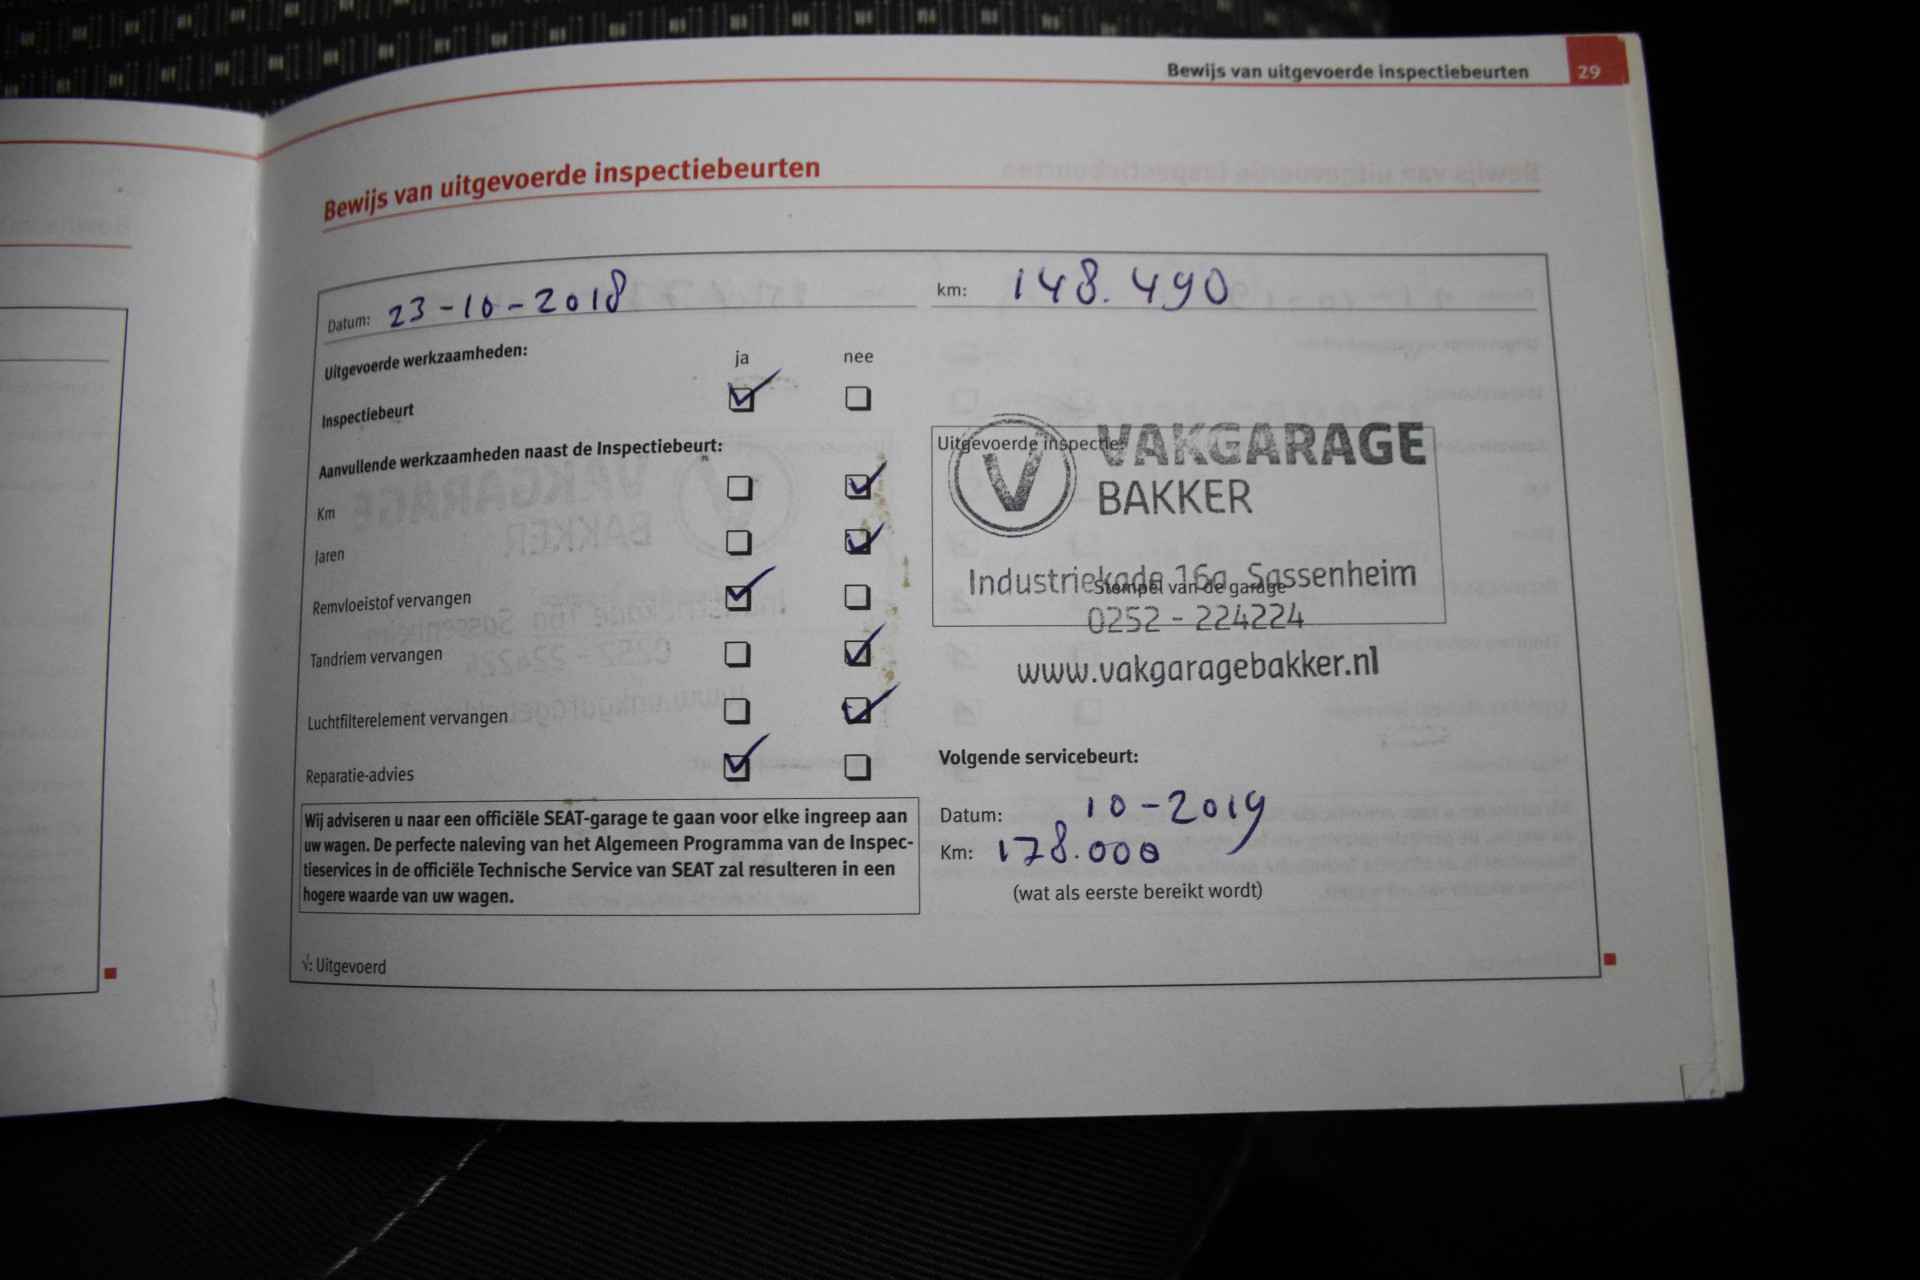 Bewijs van uitgevoerde inspectiebeurten 29
Bewijs van uitgevoerde inspectiebeurten
Datum: 23-10-2018
km: 148.490
Uitgevoerde werkzaamheden:
ja nee
Inspectiebeurt
Aanvullende werkzaamheden naast de Inspectiebeurt:
Km
Jaren
Remvloeistof vervangen
Tandriem vervangen
Luchtfilterelement vervangen
Reparatie-advies
Wij adviseren u naar een officiële SEAT-garage te gaan voor elke ingreep aan
uw wagen. De perfecte naleving van het Algemeen Programma van de Inspec-
tieservices in de officiële Technische Service van SEAT zal resulteren in een
hogere waarde van uw wagen.
√: Uitgevoerd
Uitgevoerde inspectie:
V VAKGARAGE
BAKKER
Industriekade 16a Sassenheim
Stempel van de garage
0252 - 224224
www.vakgaragebakker.nl
Volgende servicebeurt:
Datum: 10-2019
Km: 178.000
(wat als eerste bereikt wordt)